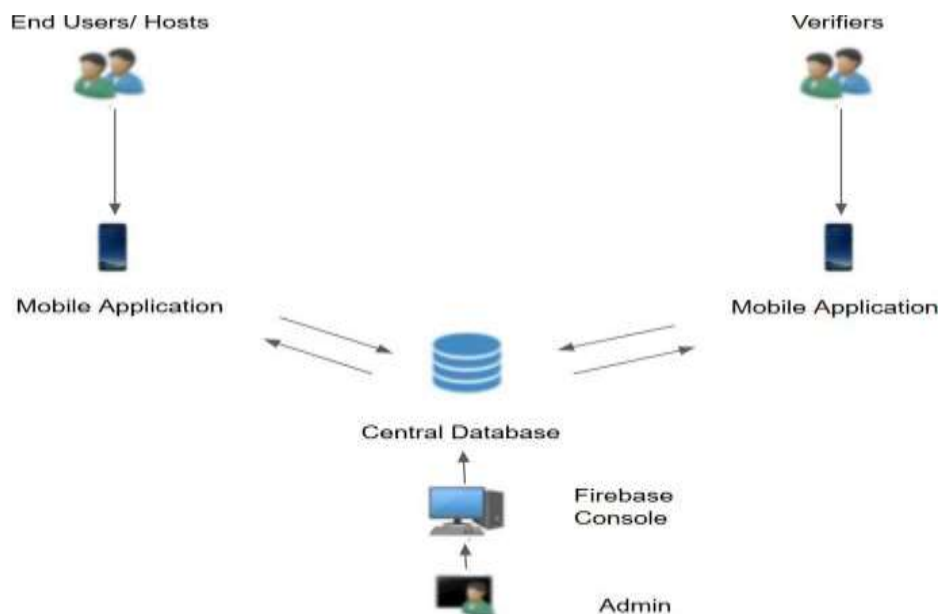 End Users/ Hosts
Verifiers
Mobile Application
Mobile Application
Central Database
Firebase
Console
Admin